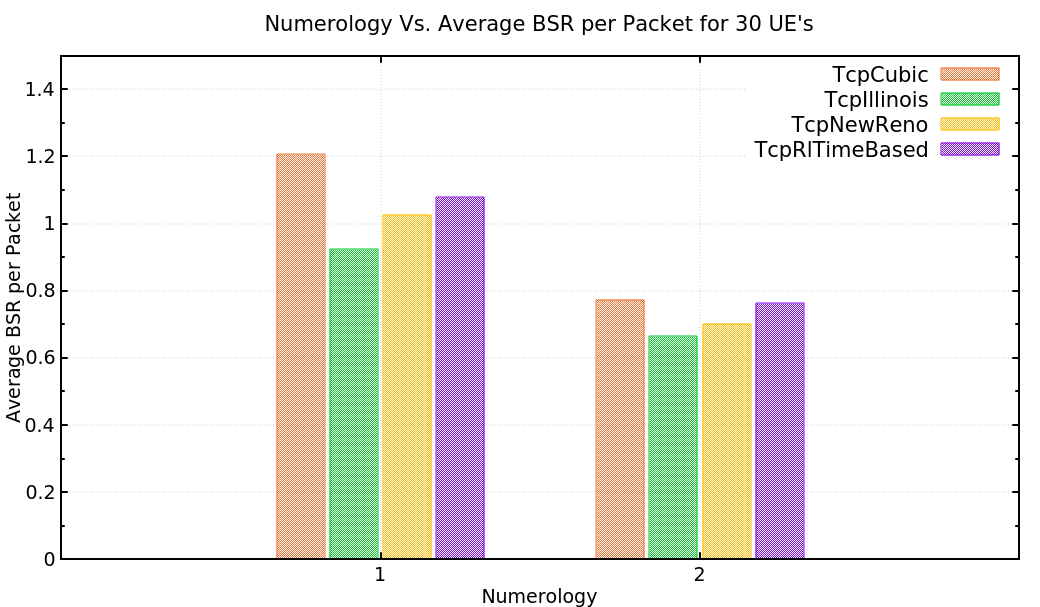 Numerology Vs. Average BSR per Packet for 30 UE's
TcpCubic
TcpIllinois
TcpNewReno
TcpRlTimeBased
Average BSR per Packet
1.4
1.2
1
0.8
0.6
0.4
0.2
0
1
2
Numerology